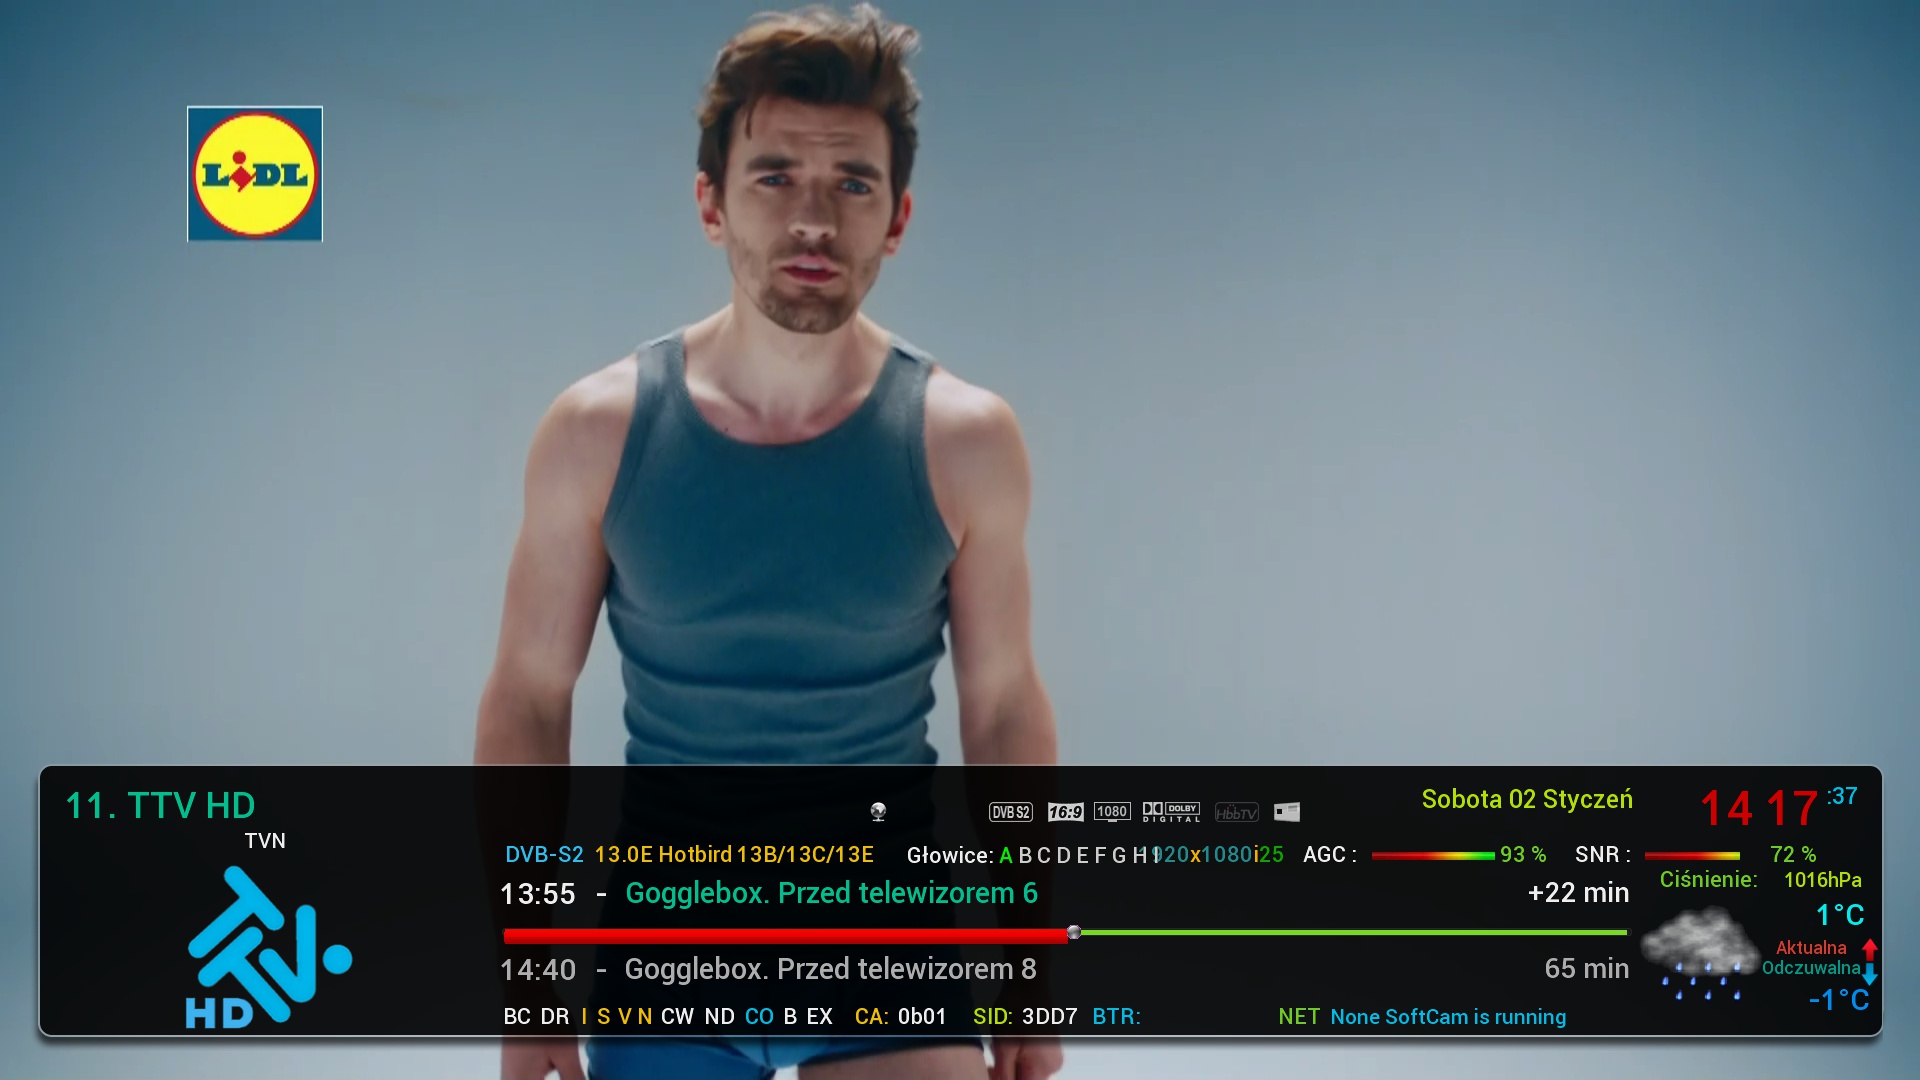 LIDL
11. TTV HD
TVN
DVB S2 16:9 1080 DOLBY DIGITAL HbbTV
Sobota 02 Styczeń
14 17 :37
DVB-S2 13.0E Hotbird 13B/13C/13E Głowice: A B C D E F G H I 1920x1080i25 AGC : 93 % SNR : 72 %
13:55 - Gogglebox. Przed telewizorem 6 +22 min
Ciśnienie: 1016hPa
1°C
Aktualna
Odczuwalna
-1°C
14:40 - Gogglebox. Przed telewizorem 8 65 min
TTV HD
BC DR I S V N CW ND CO B EX CA: 0b01 SID: 3DD7 BTR: NET None SoftCam is running